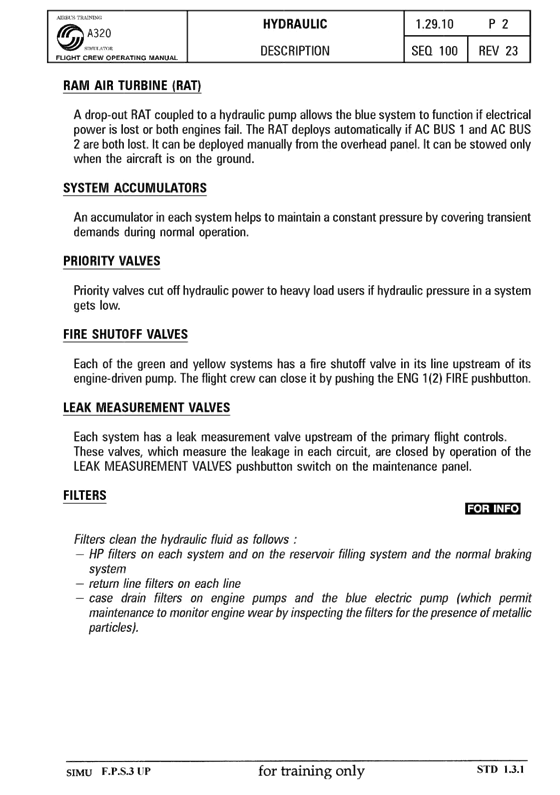 AIRBUS TRAINING
A320
SIMULATOR
FLIGHT CREW OPERATING MANUAL
HYDRAULIC
DESCRIPTION
1.29.10 P 2
SEQ 100 REV 23
RAM AIR TURBINE (RAT)
A drop-out RAT coupled to a hydraulic pump allows the blue system to function if electrical
power is lost or both engines fail. The RAT deploys automatically if AC BUS 1 and AC BUS
2 are both lost. It can be deployed manually from the overhead panel. It can be stowed only
when the aircraft is on the ground.
SYSTEM ACCUMULATORS
An accumulator in each system helps to maintain a constant pressure by covering transient
demands during normal operation.
PRIORITY VALVES
Priority valves cut off hydraulic power to heavy load users if hydraulic pressure in a system
gets low.
FIRE SHUTOFF VALVES
Each of the green and yellow systems has a fire shutoff valve in its line upstream of its
engine-driven pump. The flight crew can close it by pushing the ENG 1(2) FIRE pushbutton.
LEAK MEASUREMENT VALVES
Each system has a leak measurement valve upstream of the primary flight controls.
These valves, which measure the leakage in each circuit, are closed by operation of the
LEAK MEASUREMENT VALVES pushbutton switch on the maintenance panel.
FILTERS
FOR INFO
Filters clean the hydraulic fluid as follows :
– HP filters on each system and on the reservoir filling system and the normal braking
system
– return line filters on each line
– case drain filters on engine pumps and the blue electric pump (which permit
maintenance to monitor engine wear by inspecting the filters for the presence of metallic
particles).
SIMU F.P.S.3 UP for training only STD 1.3.1